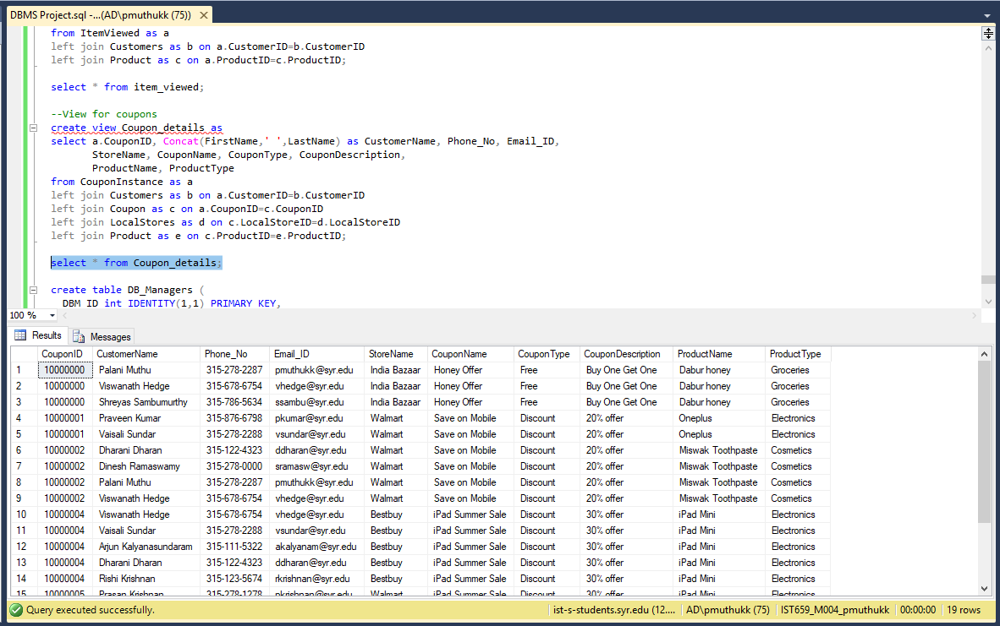 DBMS Project.sql -...(AD\pmuthukk (75))
from ItemViewed as a
left join Customers as b on a.CustomerID=b.CustomerID
left join Product as c on a.ProductID=c.ProductID;
select * from item_viewed;
--View for coupons
create view Coupon_details as
select a.CouponID, Concat(FirstName,' ',LastName) as CustomerName, Phone_No, Email_ID,
StoreName, CouponName, CouponType, CouponDescription,
ProductName, ProductType
from CouponInstance as a
left join Customers as b on a.CustomerID=b.CustomerID
left join Coupon as c on a.CouponID=c.CouponID
left join LocalStores as d on c.LocalStoreID=d.LocalStoreID
left join Product as e on c.ProductID=e.ProductID;
select * from Coupon_details;
create table DB_Managers (
DBM ID int IDENTITY(1,1) PRIMARY KEY,
100 %
Results Messages
CouponID CustomerName Phone_No Email_ID StoreName CouponName CouponType CouponDescription ProductName ProductType
1 10000000 Palani Muthu 315-278-2287 pmuthukk@syr.edu India Bazaar Honey Offer Free Buy One Get One Dabur honey Groceries
2 10000000 Viswanath Hedge 315-678-6754 vhedge@syr.edu India Bazaar Honey Offer Free Buy One Get One Dabur honey Groceries
3 10000000 Shreyas Sambumurthy 315-786-5634 ssambu@syr.edu India Bazaar Honey Offer Free Buy One Get One Dabur honey Groceries
4 10000001 Praveen Kumar 315-876-6798 pkumar@syr.edu Walmart Save on Mobile Discount 20% offer Oneplus Electronics
5 10000001 Vaisali Sundar 315-278-2288 vsundar@syr.edu Walmart Save on Mobile Discount 20% offer Oneplus Electronics
6 10000002 Dharani Dharan 315-122-4323 ddharan@syr.edu Walmart Save on Mobile Discount 20% offer Miswak Toothpaste Cosmetics
7 10000002 Dinesh Ramaswamy 315-278-0000 sramasw@syr.edu Walmart Save on Mobile Discount 20% offer Miswak Toothpaste Cosmetics
8 10000002 Palani Muthu 315-278-2287 pmuthukk@syr.edu Walmart Save on Mobile Discount 20% offer Miswak Toothpaste Cosmetics
9 10000002 Viswanath Hedge 315-678-6754 vhedge@syr.edu Walmart Save on Mobile Discount 20% offer Miswak Toothpaste Cosmetics
10 10000004 Viswanath Hedge 315-678-6754 vhedge@syr.edu Bestbuy iPad Summer Sale Discount 30% offer iPad Mini Electronics
11 10000004 Vaisali Sundar 315-278-2288 vsundar@syr.edu Bestbuy iPad Summer Sale Discount 30% offer iPad Mini Electronics
12 10000004 Arjun Kalyanasundaram 315-111-5322 akalyanam@syr.edu Bestbuy iPad Summer Sale Discount 30% offer iPad Mini Electronics
13 10000004 Dharani Dharan 315-122-4323 ddharan@syr.edu Bestbuy iPad Summer Sale Discount 30% offer iPad Mini Electronics
14 10000004 Rishi Krishnan 315-123-5674 rkrishnan@syr.edu Bestbuy iPad Summer Sale Discount 30% offer iPad Mini Electronics
15 10000005 Prasan Krishnan 315-278-1278 pkrishnan@syr.edu Walmart Save on Mobile Discount 20% offer Miswak Toothpaste Cosmetics
Query executed successfully. ist-s-students.syr.edu (12.... AD\pmuthukk (75) IST659_M004_pmuthukk 00:00:00 19 rows